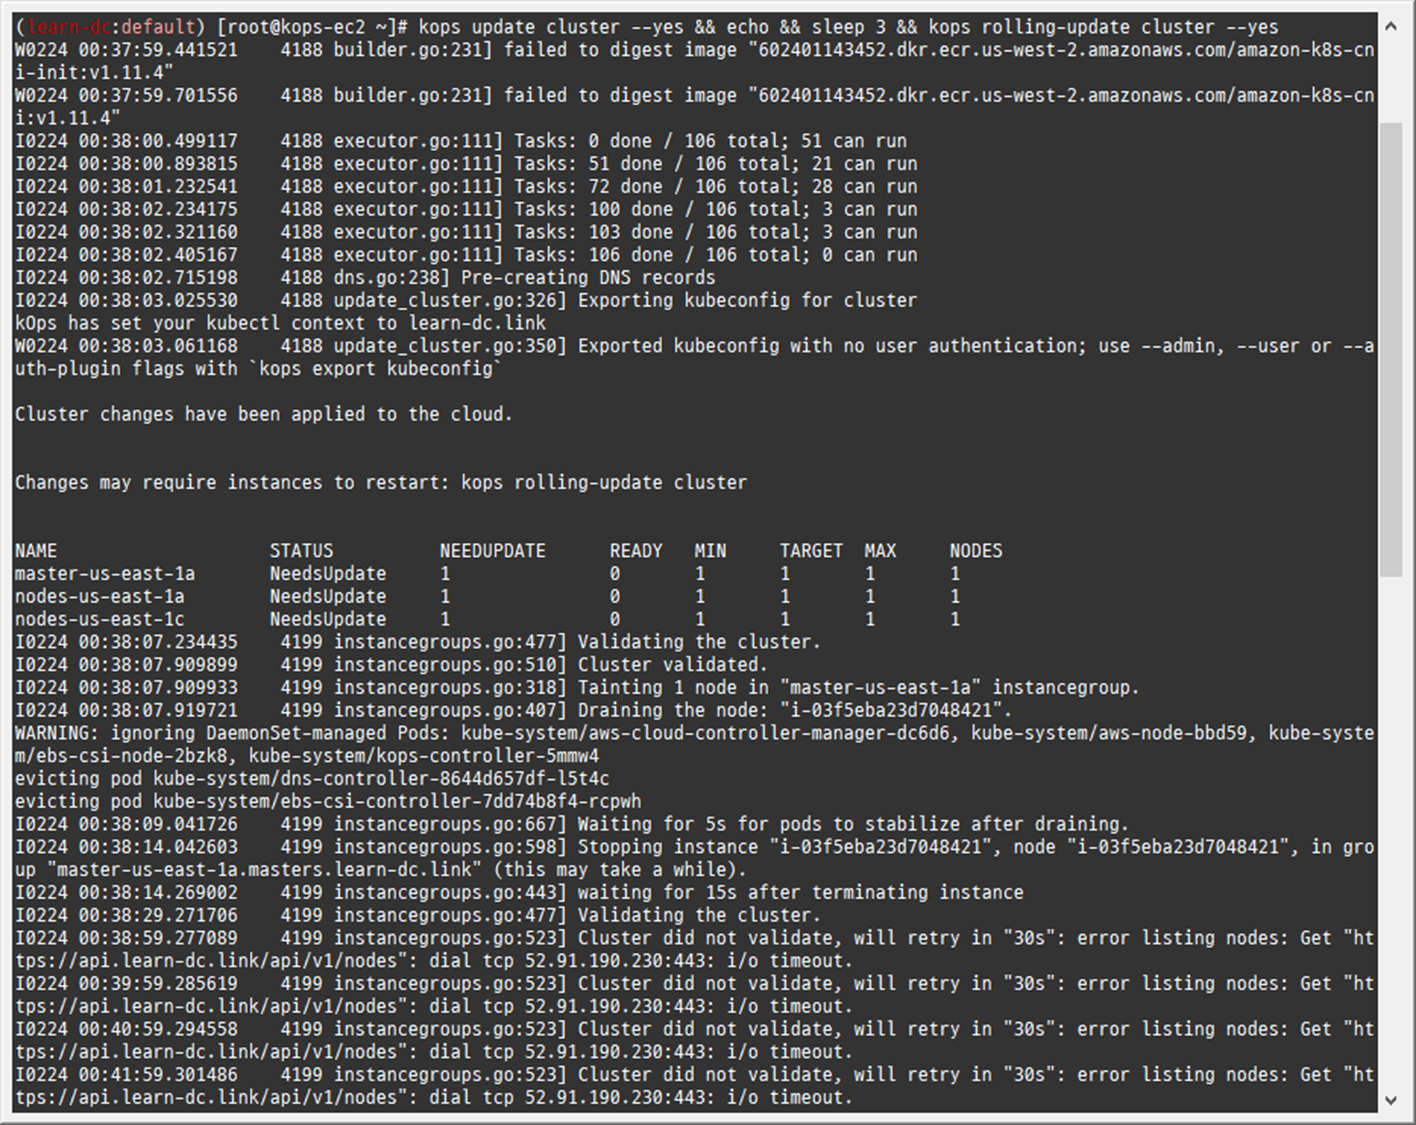 (learn-dc:default) [root@kops-ec2 ~]# kops update cluster --yes && echo && sleep 3 && kops rolling-update cluster --yes
W0224 00:37:59.441521    4188 builder.go:231] failed to digest image "602401143452.dkr.ecr.us-west-2.amazonaws.com/amazon-k8s-cn
i-init:v1.11.4"
W0224 00:37:59.701556    4188 builder.go:231] failed to digest image "602401143452.dkr.ecr.us-west-2.amazonaws.com/amazon-k8s-cn
i:v1.11.4"
I0224 00:38:00.499117    4188 executor.go:111] Tasks: 0 done / 106 total; 51 can run
I0224 00:38:00.893815    4188 executor.go:111] Tasks: 51 done / 106 total; 21 can run
I0224 00:38:01.232541    4188 executor.go:111] Tasks: 72 done / 106 total; 28 can run
I0224 00:38:02.234175    4188 executor.go:111] Tasks: 100 done / 106 total; 3 can run
I0224 00:38:02.321160    4188 executor.go:111] Tasks: 103 done / 106 total; 3 can run
I0224 00:38:02.405167    4188 executor.go:111] Tasks: 106 done / 106 total; 0 can run
I0224 00:38:02.715198    4188 dns.go:238] Pre-creating DNS records
I0224 00:38:03.025530    4188 update_cluster.go:326] Exporting kubeconfig for cluster
kOps has set your kubectl context to learn-dc.link
W0224 00:38:03.061168    4188 update_cluster.go:350] Exported kubeconfig with no user authentication; use --admin, --user or --a
uth-plugin flags with `kops export kubeconfig`
Cluster changes have been applied to the cloud.
Changes may require instances to restart: kops rolling-update cluster
NAME                    STATUS          NEEDUPDATE      READY   MIN     TARGET  MAX     NODES
master-us-east-1a       NeedsUpdate     1               0       1       1       1       1
nodes-us-east-1a        NeedsUpdate     1               0       1       1       1       1
nodes-us-east-1c        NeedsUpdate     1               0       1       1       1       1
I0224 00:38:07.234435    4199 instancegroups.go:477] Validating the cluster.
I0224 00:38:07.909899    4199 instancegroups.go:510] Cluster validated.
I0224 00:38:07.909933    4199 instancegroups.go:318] Tainting 1 node in "master-us-east-1a" instancegroup.
I0224 00:38:07.919721    4199 instancegroups.go:407] Draining the node: "i-03f5eba23d7048421".
WARNING: ignoring DaemonSet-managed Pods: kube-system/aws-cloud-controller-manager-dc6d6, kube-system/aws-node-bbd59, kube-syste
m/ebs-csi-node-2bzk8, kube-system/kops-controller-5mmw4
evicting pod kube-system/dns-controller-8644d657df-l5t4c
evicting pod kube-system/ebs-csi-controller-7dd74b8f4-rcpwh
I0224 00:38:09.041726    4199 instancegroups.go:667] Waiting for 5s for pods to stabilize after draining.
I0224 00:38:14.042603    4199 instancegroups.go:598] Stopping instance "i-03f5eba23d7048421", node "i-03f5eba23d7048421", in gro
up "master-us-east-1a.masters.learn-dc.link" (this may take a while).
I0224 00:38:14.269002    4199 instancegroups.go:443] waiting for 15s after terminating instance
I0224 00:38:29.271706    4199 instancegroups.go:477] Validating the cluster.
I0224 00:38:59.277089    4199 instancegroups.go:523] Cluster did not validate, will retry in "30s": error listing nodes: Get "ht
tps://api.learn-dc.link/api/v1/nodes": dial tcp 52.91.190.230:443: i/o timeout.
I0224 00:39:59.285619    4199 instancegroups.go:523] Cluster did not validate, will retry in "30s": error listing nodes: Get "ht
tps://api.learn-dc.link/api/v1/nodes": dial tcp 52.91.190.230:443: i/o timeout.
I0224 00:40:59.294558    4199 instancegroups.go:523] Cluster did not validate, will retry in "30s": error listing nodes: Get "ht
tps://api.learn-dc.link/api/v1/nodes": dial tcp 52.91.190.230:443: i/o timeout.
I0224 00:41:59.301486    4199 instancegroups.go:523] Cluster did not validate, will retry in "30s": error listing nodes: Get "ht
tps://api.learn-dc.link/api/v1/nodes": dial tcp 52.91.190.230:443: i/o timeout.